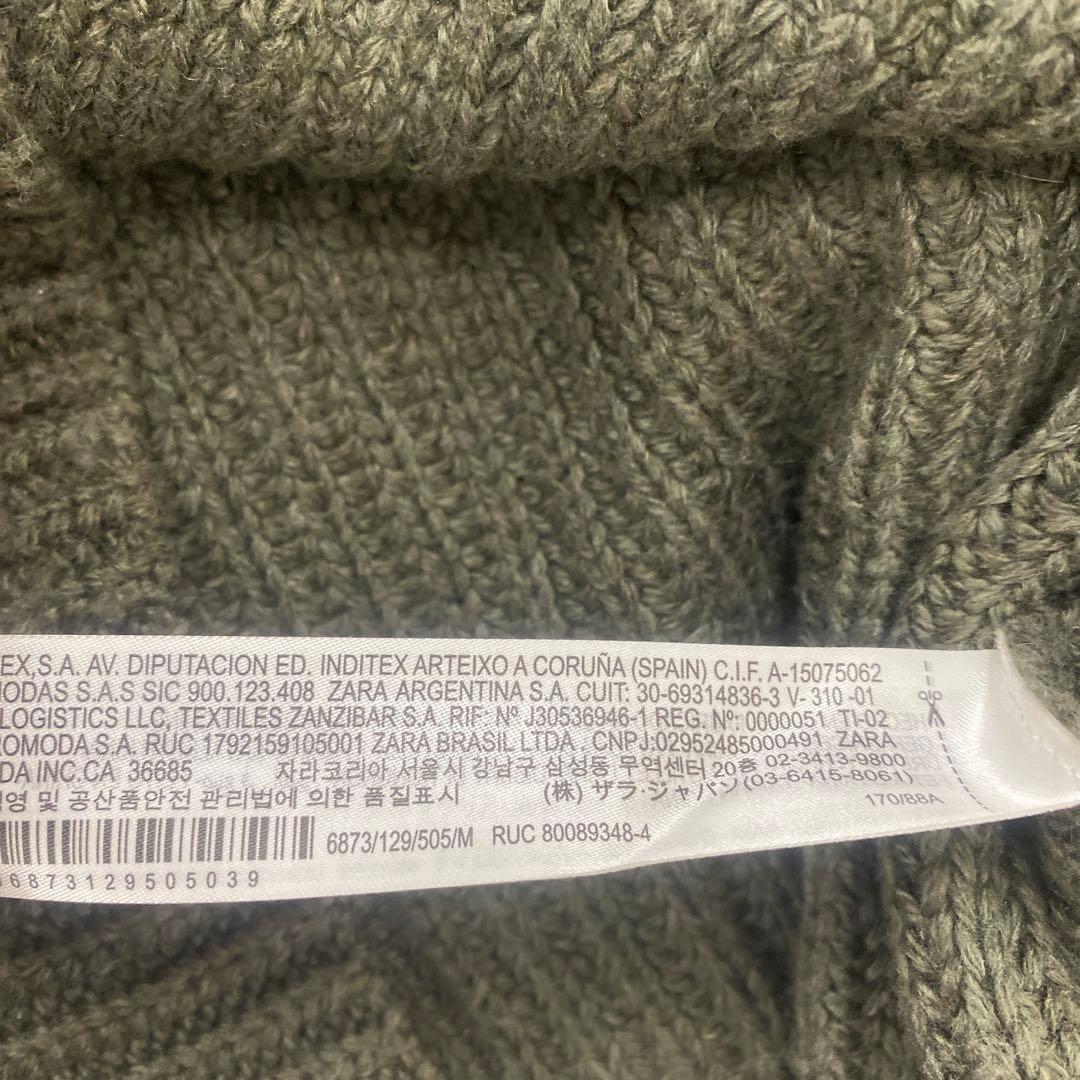 TEX,S.A. AV. DIPUTACION ED. INDITEX ARTEIXO A CORUÑA (SPAIN) C.I.F. A-15075062
MODAS S.A.S SIC 900.123.408 ZARA ARGENTINA S.A. CUIT: 30-69314836-3 V- 310 -01
LOGISTICS LLC, TEXTILES ZANZIBAR S.A. RIF: Nº J30536946-1 REG. Nº: 0000051 TI-02
ROMODA S.A. RUC 1792159105001 ZARA BRASIL LTDA . CNPJ:02952485000491 ZARA
DA INC.CA 36685 자라코리아 서울시 강남구 삼성동 무역센터 20층 02-3413-9800
영 및 공산품안전 관리법에 의한 품질표시 (株) ザラ・ジャパン(03-6415-8061)
170/88A
6873/129/505/M RUC 80089348-4
6873129505039